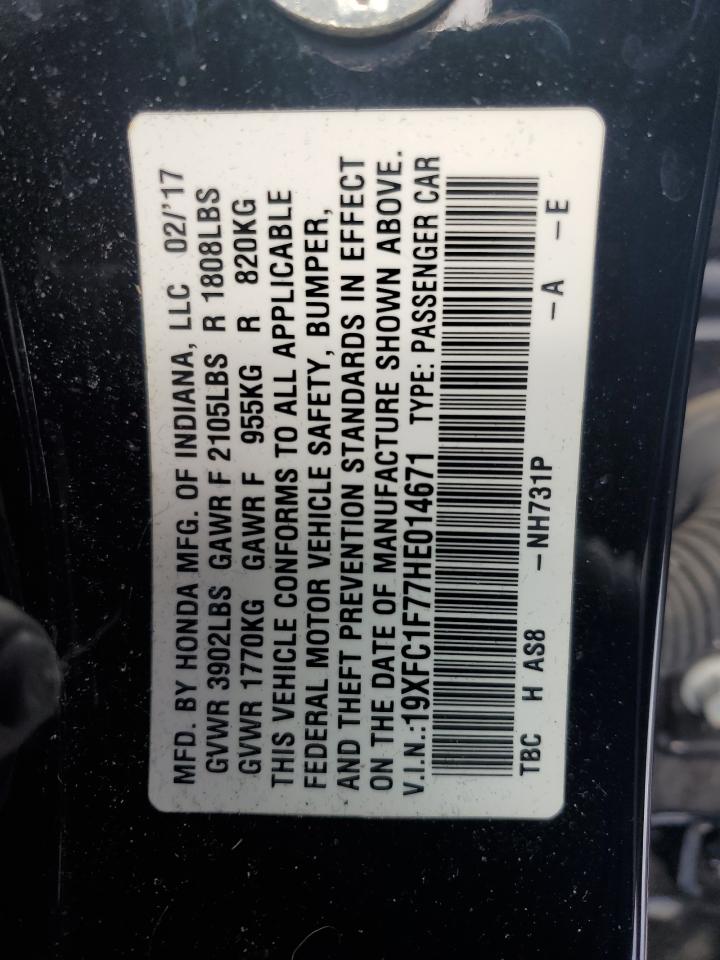 MFD. BY HONDA MFG. OF INDIANA, LLC 02/'17
GVWR 3902LBS GAWR F 2105LBS R 1808LBS
GVWR 1770KG GAWR F 955KG R 820KG
THIS VEHICLE CONFORMS TO ALL APPLICABLE
FEDERAL MOTOR VEHICLE SAFETY, BUMPER,
AND THEFT PREVENTION STANDARDS IN EFFECT
ON THE DATE OF MANUFACTURE SHOWN ABOVE.
V.I.N.:19XFC1F77HE014671 TYPE: PASSENGER CAR
TBC H AS8 -NH731P -A -E